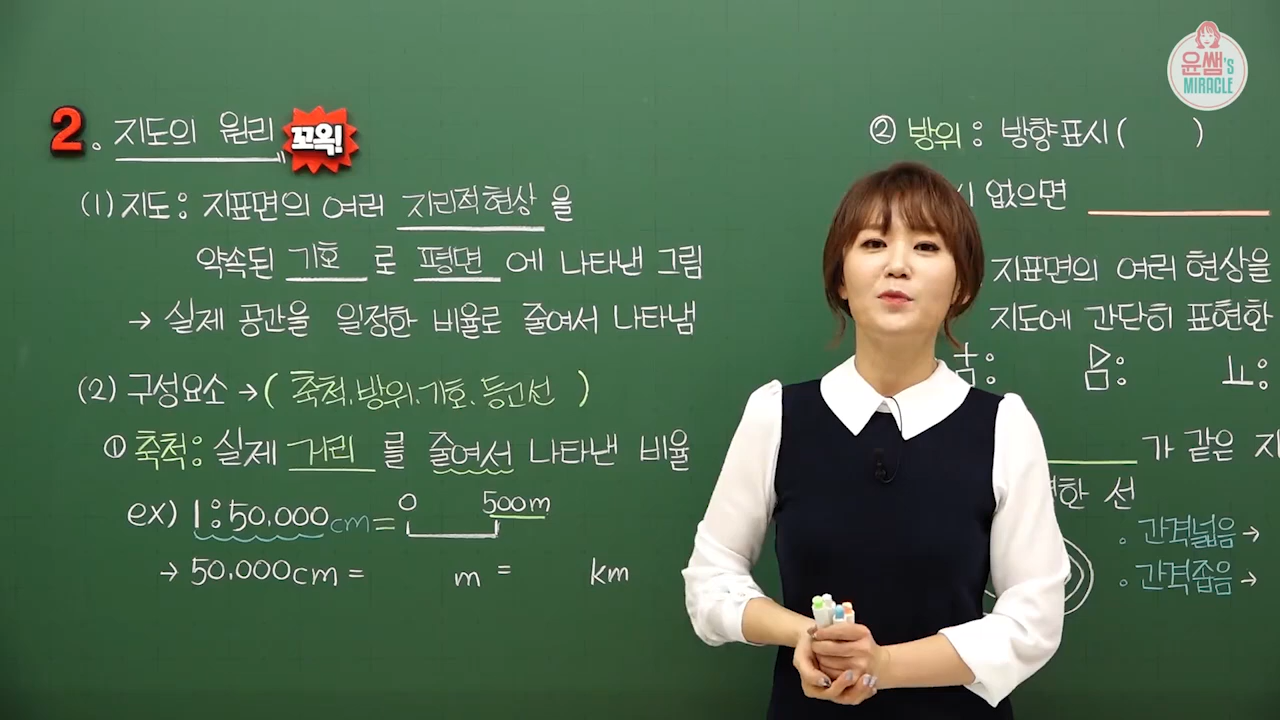 윤쌤's
MIRACLE
2. 지도의 원리 꼬옥!
(1) 지도: 지표면의 여러 지리적현상 을
약속된 기호 로 평면 에 나타낸 그림
→ 실제 공간을 일정한 비율로 줄여서 나타냄
(2) 구성요소 → ( 축척, 방위, 기호, 등고선 )
① 축척: 실제 거리 를 줄여서 나타낸 비율
ex) 1:50,000cm = 0 500m
→ 50,000cm = m = km
② 방위: 방향표시 ( )
없으면
지표면의 여러 현상을
지도에 간단히 표현한
가 같은 지
한 선
. 간격넓음 →
. 간격좁음 →